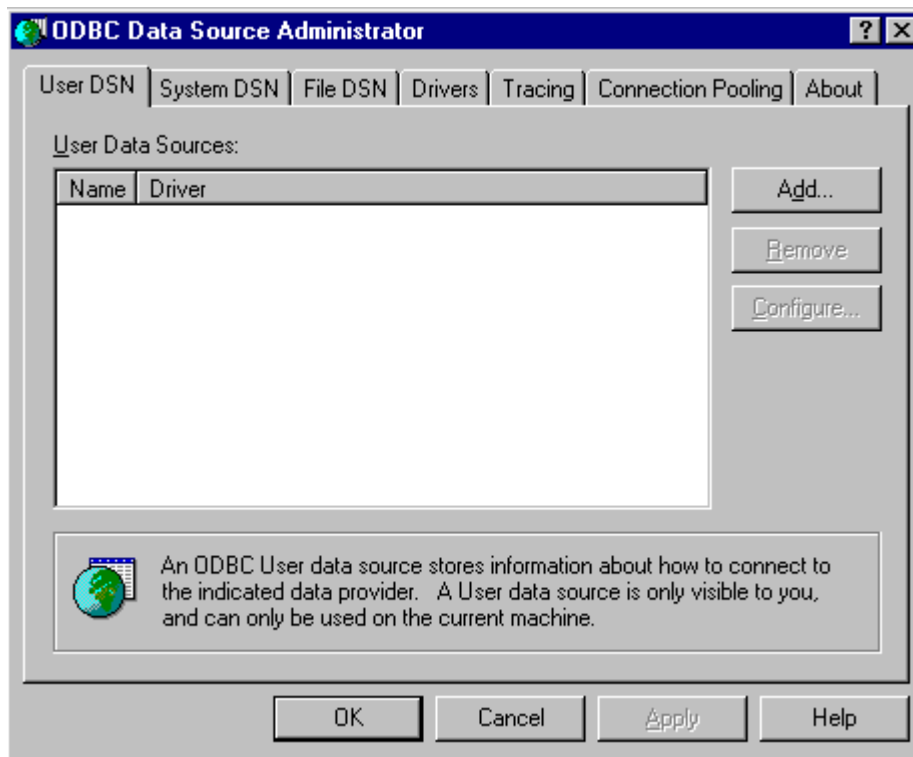 ODBC Data Source Administrator
User DSN System DSN File DSN Drivers Tracing Connection Pooling About
User Data Sources:
Name Driver
Add...
Remove
Configure...
An ODBC User data source stores information about how to connect to
the indicated data provider. A User data source is only visible to you,
and can only be used on the current machine.
OK Cancel Apply Help